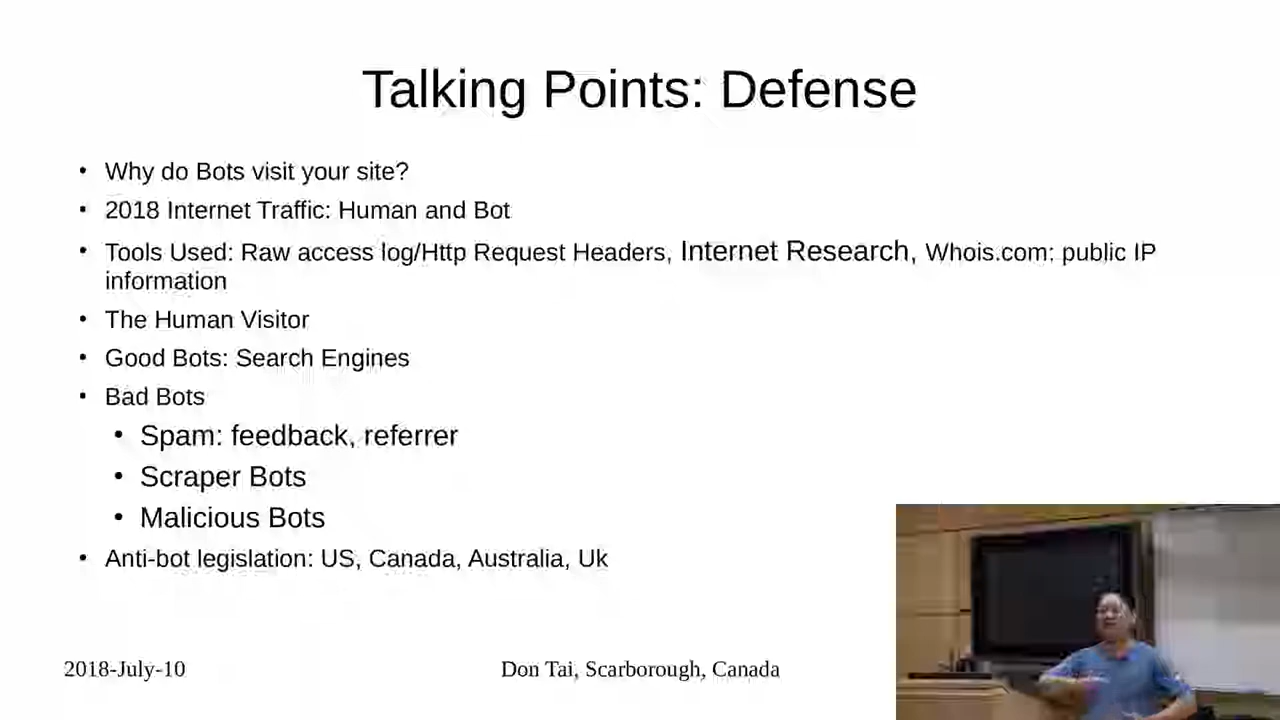 Talking Points: Defense
• Why do Bots visit your site?
• 2018 Internet Traffic: Human and Bot
• Tools Used: Raw access log/Http Request Headers, Internet Research, Whois.com: public IP
information
• The Human Visitor
• Good Bots: Search Engines
• Bad Bots
• Spam: feedback, referrer
• Scraper Bots
• Malicious Bots
• Anti-bot legislation: US, Canada, Australia, Uk
2018-July-10
Don Tai, Scarborough, Canada